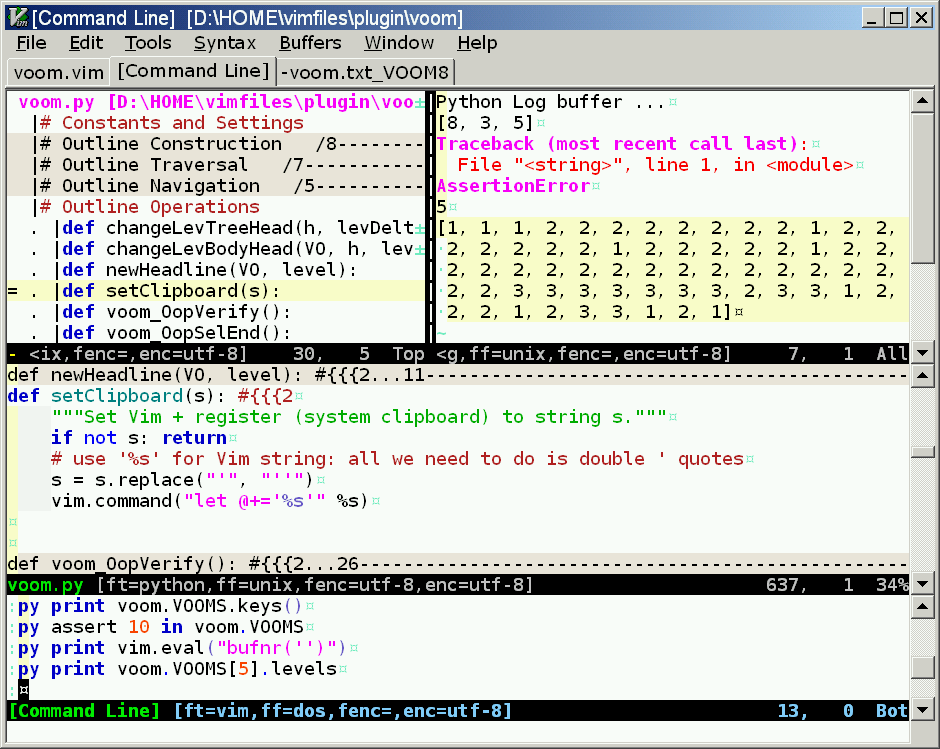 [Command Line] [D:\HOME\vimfiles\plugin\voom]
File Edit Tools Syntax Buffers Window Help
voom.vim [Command Line] -voom.txt_VOOM8
voom.py [D:\HOME\vimfiles\plugin\voo±
|# Constants and Settings
|# Outline Construction /8--------
|# Outline Traversal /7-----------
|# Outline Navigation /5----------
|# Outline Operations
. |def changeLevTreeHead(h, levDelt±
. |def changeLevBodyHead(VO, h, lev±
. |def newHeadline(VO, level):
= . |def setClipboard(s):
. |def voom_OopVerify():
. |def voom_OopSelEnd():
- <ix,fenc=,enc=utf-8] 30, 5 Top
Python Log buffer ...¤
[8, 3, 5]¤
Traceback (most recent call last):¤
File "<string>", line 1, in <module>¤
AssertionError¤
5¤
[1, 1, 1, 2, 2, 2, 2, 2, 2, 2, 2, 1, 2, 2,
2, 2, 2, 2, 2, 1, 2, 2, 2, 2, 2, 1, 2, 2,
2, 2, 2, 2, 2, 2, 2, 2, 2, 2, 2, 2, 2, 2,
2, 2, 3, 3, 3, 3, 3, 3, 3, 2, 3, 3, 1, 2,
2, 2, 1, 2, 3, 3, 1, 2, 1]¤
~
<g,ff=unix,fenc=,enc=utf-8] 7, 1 All
def newHeadline(VO, level): #{{{2...11--------------------------------------------
def setClipboard(s): #{{{2¤
"""Set Vim + register (system clipboard) to string s."""¤
if not s: return¤
# use '%s' for Vim string: all we need to do is double ' quotes¤
s = s.replace("'", "''")¤
vim.command("let @+='%s'" %s)¤
¤
¤
def voom_OopVerify(): #{{{2...26--------------------------------------------------
voom.py [ft=python,ff=unix,fenc=utf-8,enc=utf-8] 637, 1 34%
:py print voom.VOOMS.keys()¤
:py assert 10 in voom.VOOMS¤
:py print vim.eval("bufnr('')")¤
:py print voom.VOOMS[5].levels¤
:¤
[Command Line] [ft=vim,ff=dos,fenc=,enc=utf-8] 13, 0 Bot